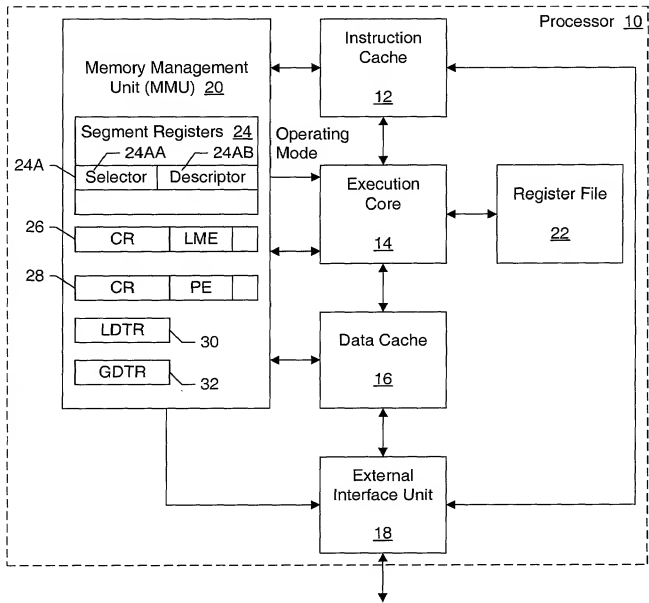 Processor 10
Memory Management
Unit (MMU) 20
Segment Registers 24
24AA 24AB
24A
Selector Descriptor
26
CR LME
28
CR PE
LDTR
30
GDTR
32
Operating
Mode
Instruction
Cache
12
Execution
Core
14
Register File
22
Data Cache
16
External
Interface Unit
18